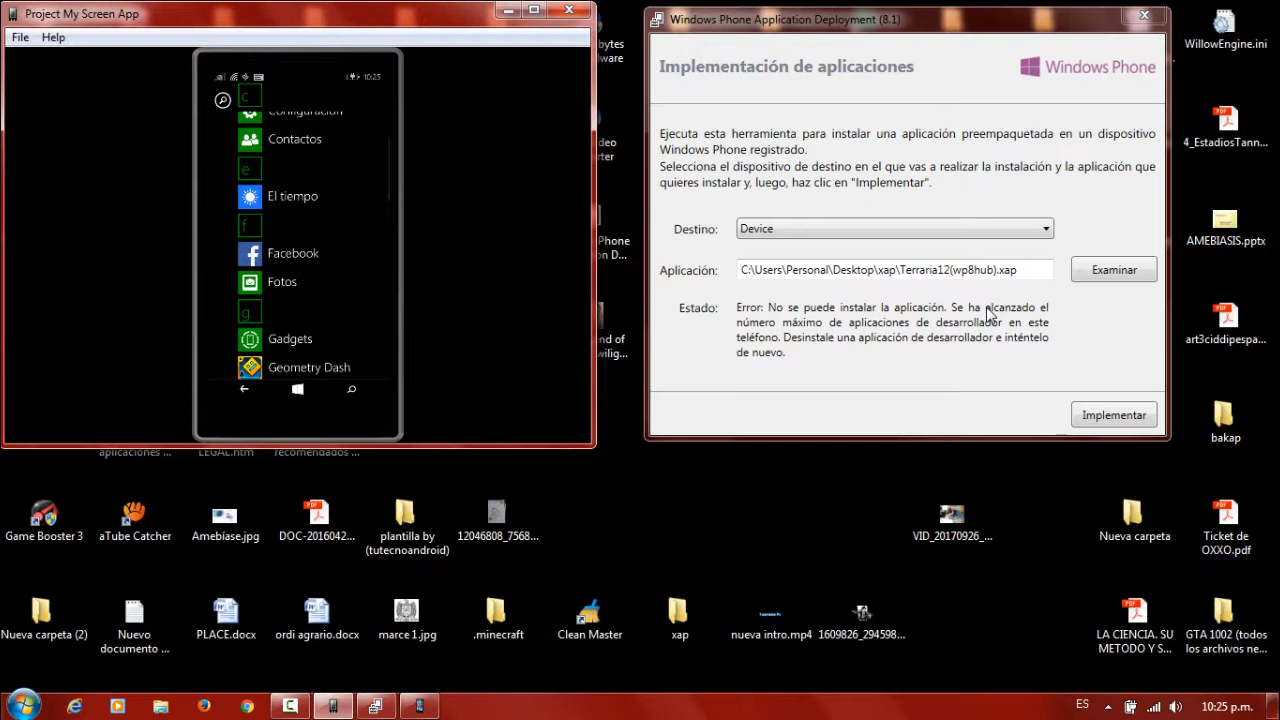 Project My Screen App
File Help
10:25
c
Configuración
Contactos
e
El tiempo
f
Facebook
Fotos
g
Gadgets
Geometry Dash
Windows Phone Application Deployment (8.1)
Implementación de aplicaciones
Windows Phone
Ejecuta esta herramienta para instalar una aplicación preempaquetada en un dispositivo
Windows Phone registrado.
Selecciona el dispositivo de destino en el que vas a realizar la instalación y la aplicación que
quieres instalar y, luego, haz clic en "Implementar".
Destino: Device
Aplicación: C:\Users\Personal\Desktop\xap\Terraria12(wp8hub).xap Examinar
Estado: Error: No se puede instalar la aplicación. Se ha alcanzado el
número máximo de aplicaciones de desarrollador en este
teléfono. Desinstale una aplicación de desarrollador e inténtelo
de nuevo.
Implementar
WillowEngine.ini
4_EstadiosTann...
AMEBIASIS.pptx
art3ciddipespa...
bakap
aplicaciones ...
LEGAL.htm
recomendados ...
Game Booster 3
aTube Catcher
Amebíase.jpg
DOC-2016042...
plantilla by
(tutecnoandroid)
12046808_7568...
VID_20170926_...
Nueva carpeta
Ticket de
OXXO.pdf
Nueva carpeta (2)
Nuevo
documento ...
PLACE.docx
ordi agrario.docx
marce 1.jpg
.minecraft
Clean Master
xap
nueva intro.mp4
1609826_294598...
LA CIENCIA. SU
METODO Y S...
GTA 1002 (todos
los archivos ne...
ES
10:25 p.m.